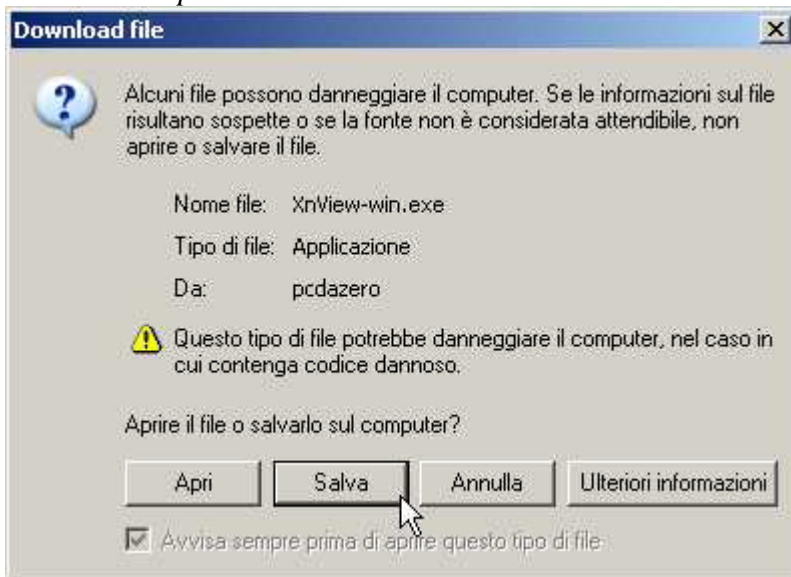 Download file
Alcuni file possono danneggiare il computer. Se le informazioni sul file
risultano sospette o se la fonte non è considerata attendibile, non
aprire o salvare il file.
Nome file: XnView-win.exe
Tipo di file: Applicazione
Da: pcdazero
Questo tipo di file potrebbe danneggiare il computer, nel caso in
cui contenga codice dannoso.
Aprire il file o salvarlo sul computer?
Apri Salva Annulla Ulteriori informazioni
Avvisa sempre prima di aprire questo tipo di file